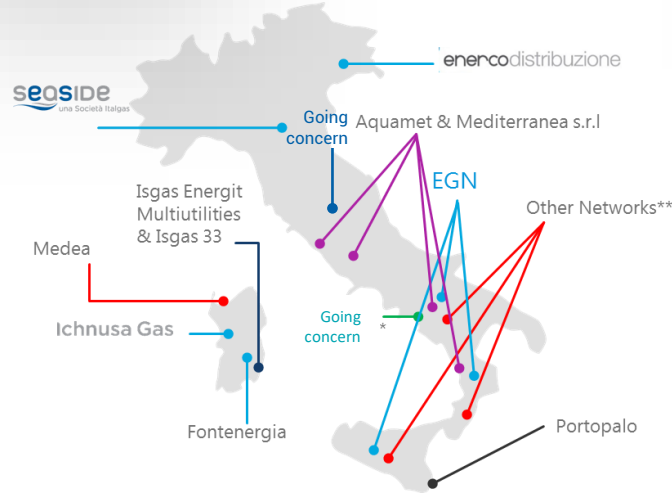 enercodistribuzione
seaside
una Società Italgas
Going
concern
Aquamet & Mediterranea s.r.l
EGN
Isgas Energit
Multiutilities
& Isgas 33
Other Networks**
Medea
Ichnusa Gas
Going
concern *
Fontenergia
Portopalo